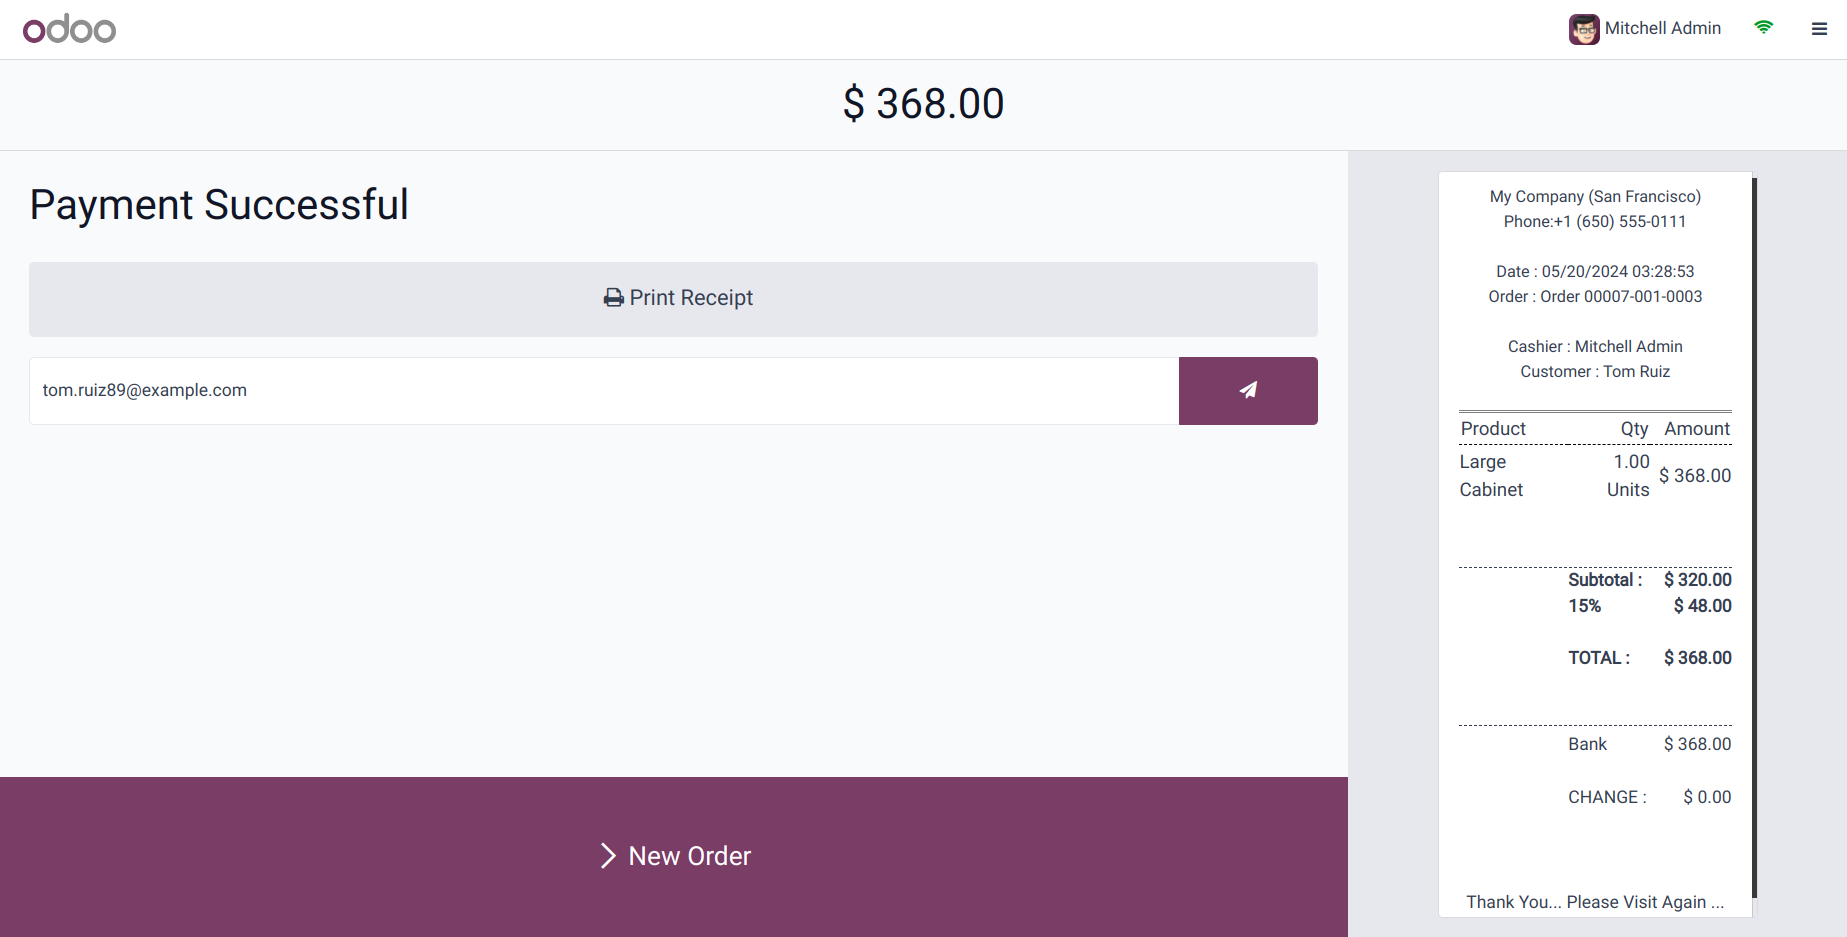 odoo
Mitchell Admin
$ 368.00
Payment Successful
Print Receipt
tom.ruiz89@example.com
New Order
My Company (San Francisco)
Phone:+1 (650) 555-0111
Date : 05/20/2024 03:28:53
Order : Order 00007-001-0003
Cashier : Mitchell Admin
Customer : Tom Ruiz
Product Qty Amount
Large Cabinet 1.00 Units $ 368.00
Subtotal : $ 320.00
15% $ 48.00
TOTAL : $ 368.00
Bank $ 368.00
CHANGE : $ 0.00
Thank You... Please Visit Again ...